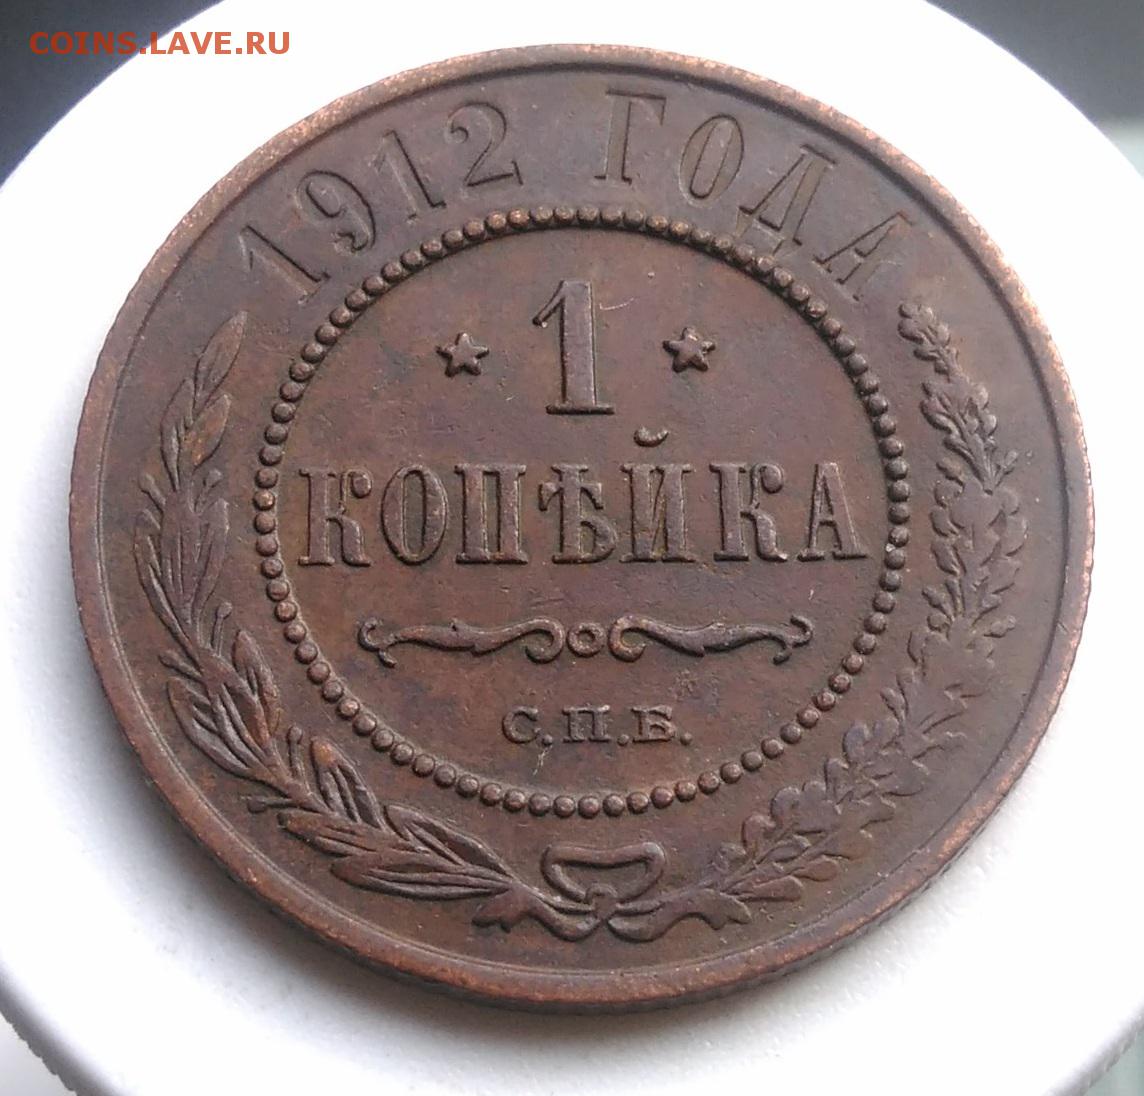 COINS.LAVE.RU
1912 ГОДА
1
КОПѢЙКА
С.П.Б.